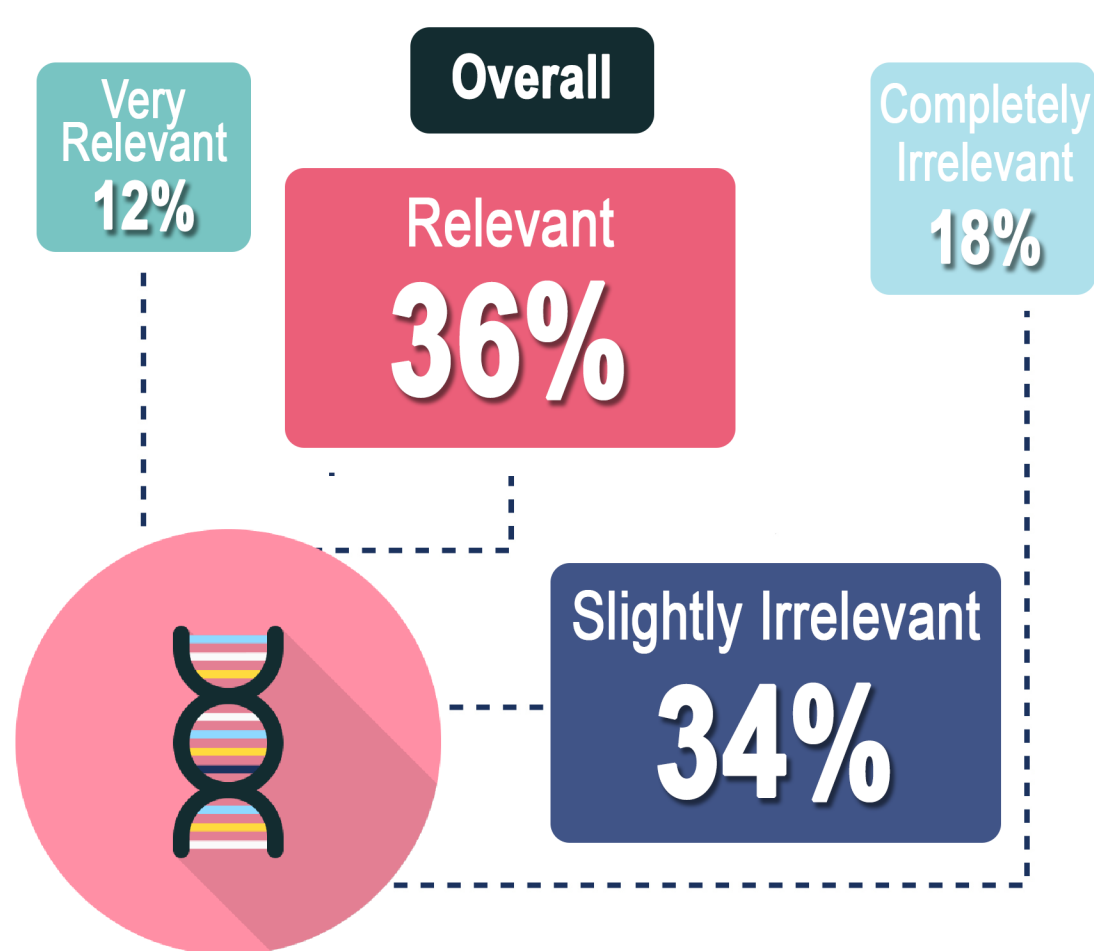 Overall
Very
Relevant
12%
Relevant
36%
Completely
Irrelevant
18%
Slightly Irrelevant
34%